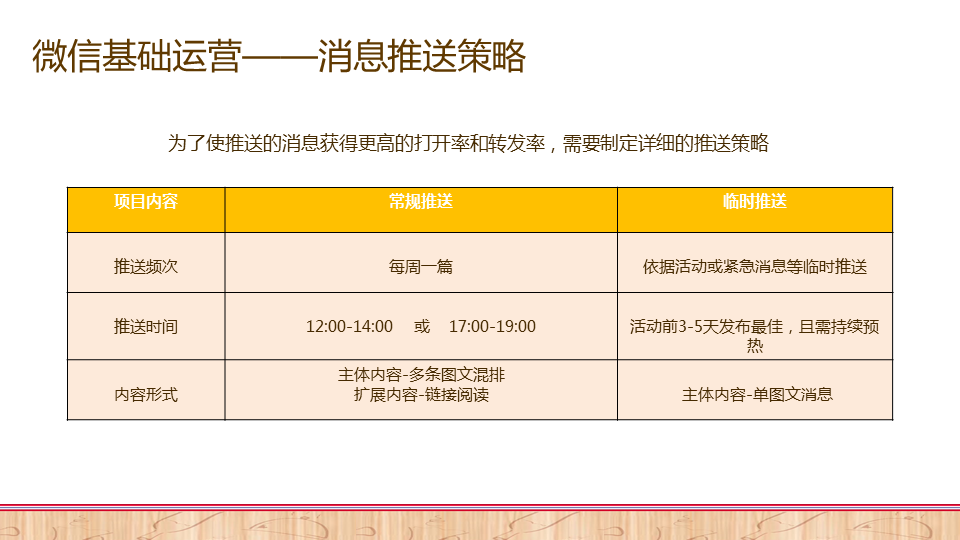 微信基础运营——消息推送策略
为了使推送的消息获得更高的打开率和转发率，需要制定详细的推送策略
项目内容 常规推送 临时推送
推送频次 每周一篇 依据活动或紧急消息等临时推送
推送时间 12:00-14:00 或 17:00-19:00 活动前3-5天发布最佳，且需持续预
热
主体内容-多条图文混排
内容形式 扩展内容-链接阅读 主体内容-单图文消息